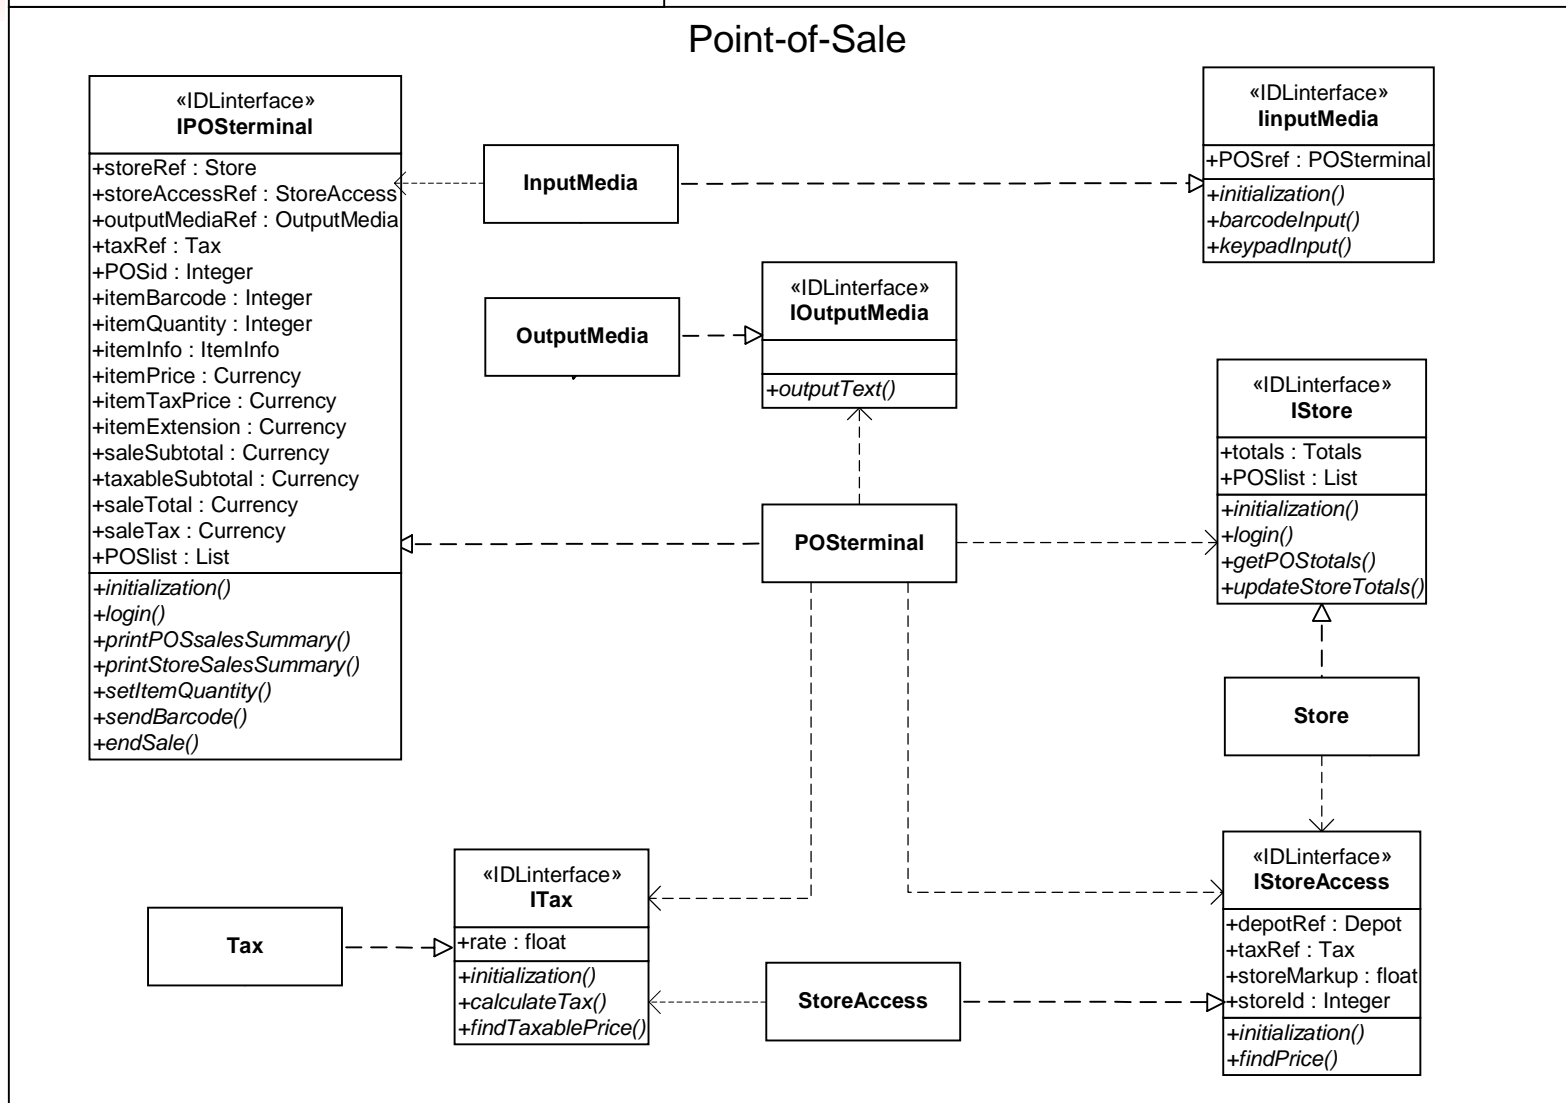 Point-of-Sale
«IDLinterface»
IPOSterminal
+storeRef : Store
+storeAccessRef : StoreAccess
+outputMediaRef : OutputMedia
+taxRef : Tax
+POSid : Integer
+itemBarcode : Integer
+itemQuantity : Integer
+itemInfo : ItemInfo
+itemPrice : Currency
+itemTaxPrice : Currency
+itemExtension : Currency
+saleSubtotal : Currency
+taxableSubtotal : Currency
+saleTotal : Currency
+saleTax : Currency
+POSlist : List
+initialization()
+login()
+printPOSsalesSummary()
+printStoreSalesSummary()
+setItemQuantity()
+sendBarcode()
+endSale()
InputMedia
«IDLinterface»
IinputMedia
+POSref : POSterminal
+initialization()
+barcodeInput()
+keypadInput()
OutputMedia
«IDLinterface»
IOutputMedia
+outputText()
«IDLinterface»
IStore
+totals : Totals
+POSlist : List
+initialization()
+login()
+getPOStotals()
+updateStoreTotals()
POSterminal
Store
«IDLinterface»
ITax
+rate : float
+initialization()
+calculateTax()
+findTaxablePrice()
Tax
StoreAccess
«IDLinterface»
IStoreAccess
+depotRef : Depot
+taxRef : Tax
+storeMarkup : float
+storeId : Integer
+initialization()
+findPrice()